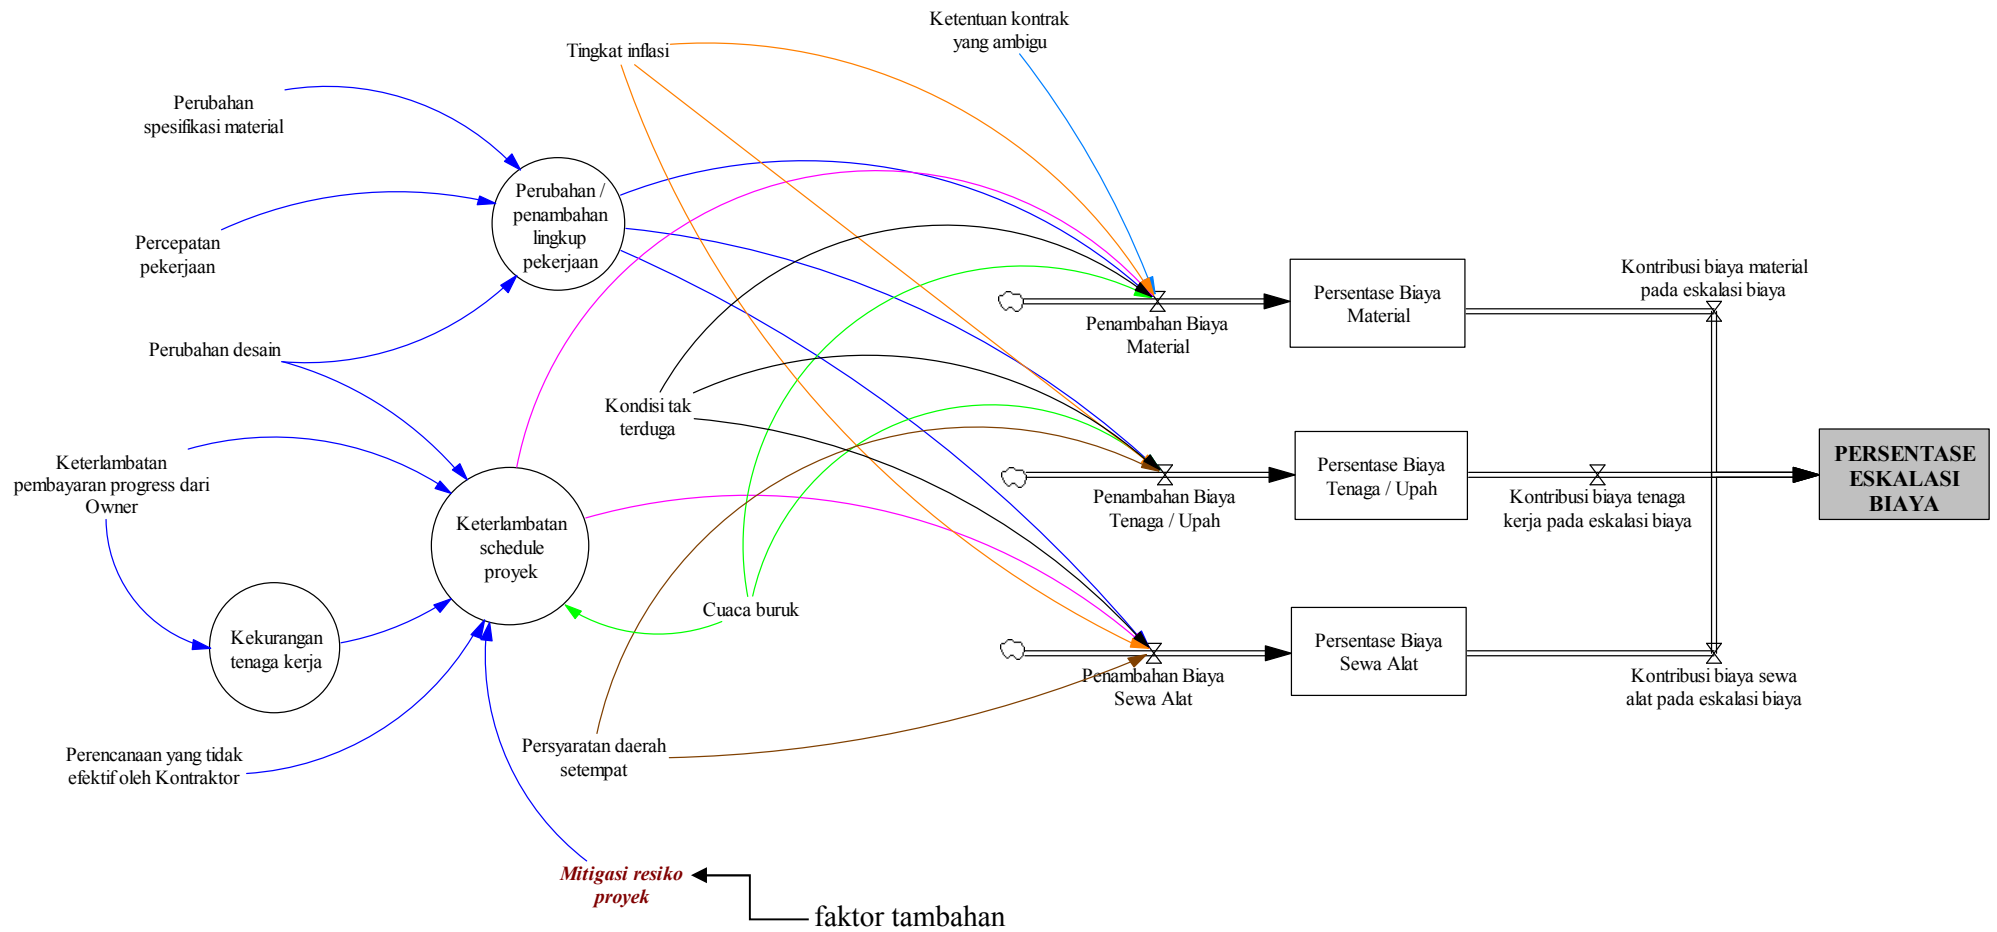 Ketentuan kontrak
yang ambigu
Tingkat inflasi
Perubahan
spesifikasi material
Perubahan /
penambahan
lingkup
pekerjaan
Percepatan
pekerjaan
Perubahan desain
Kondisi tak
terduga
Penambahan Biaya
Material
Persentase Biaya
Material
Kontribusi biaya material
pada eskalasi biaya
Keterlambatan
pembayaran progress dari
Owner
Keterlambatan
schedule
proyek
Penambahan Biaya
Tenaga / Upah
Persentase Biaya
Tenaga / Upah
Kontribusi biaya tenaga
kerja pada eskalasi biaya
PERSENTASE
ESKALASI
BIAYA
Kekurangan
tenaga kerja
Cuaca buruk
Penambahan Biaya
Sewa Alat
Persentase Biaya
Sewa Alat
Kontribusi biaya sewa
alat pada eskalasi biaya
Perencanaan yang tidak
efektif oleh Kontraktor
Persyaratan daerah
setempat
Mitigasi resiko
proyek
faktor tambahan